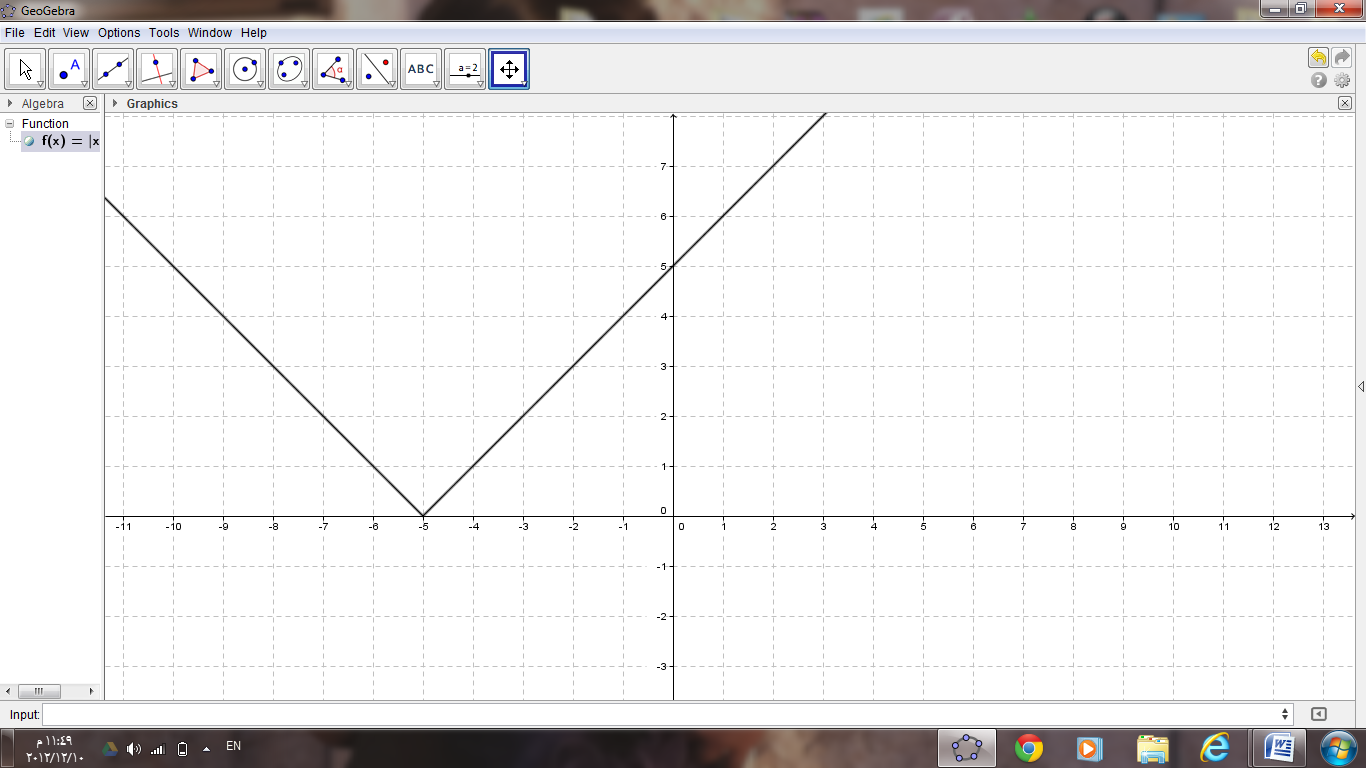 GeoGebra
File Edit View Options Tools Window Help
A
α
ABC
a=2
Algebra
Graphics
Function
f(x) = |x
7
6
5
4
3
2
1
0
-11 -10 -9 -8 -7 -6 -5 -4 -3 -2 -1 0 1 2 3 4 5 6 7 8 9 10 11 12 13
-1
-2
-3
Input:
١١:٤٩ م
٢٠١٢/١٢/١٠
EN